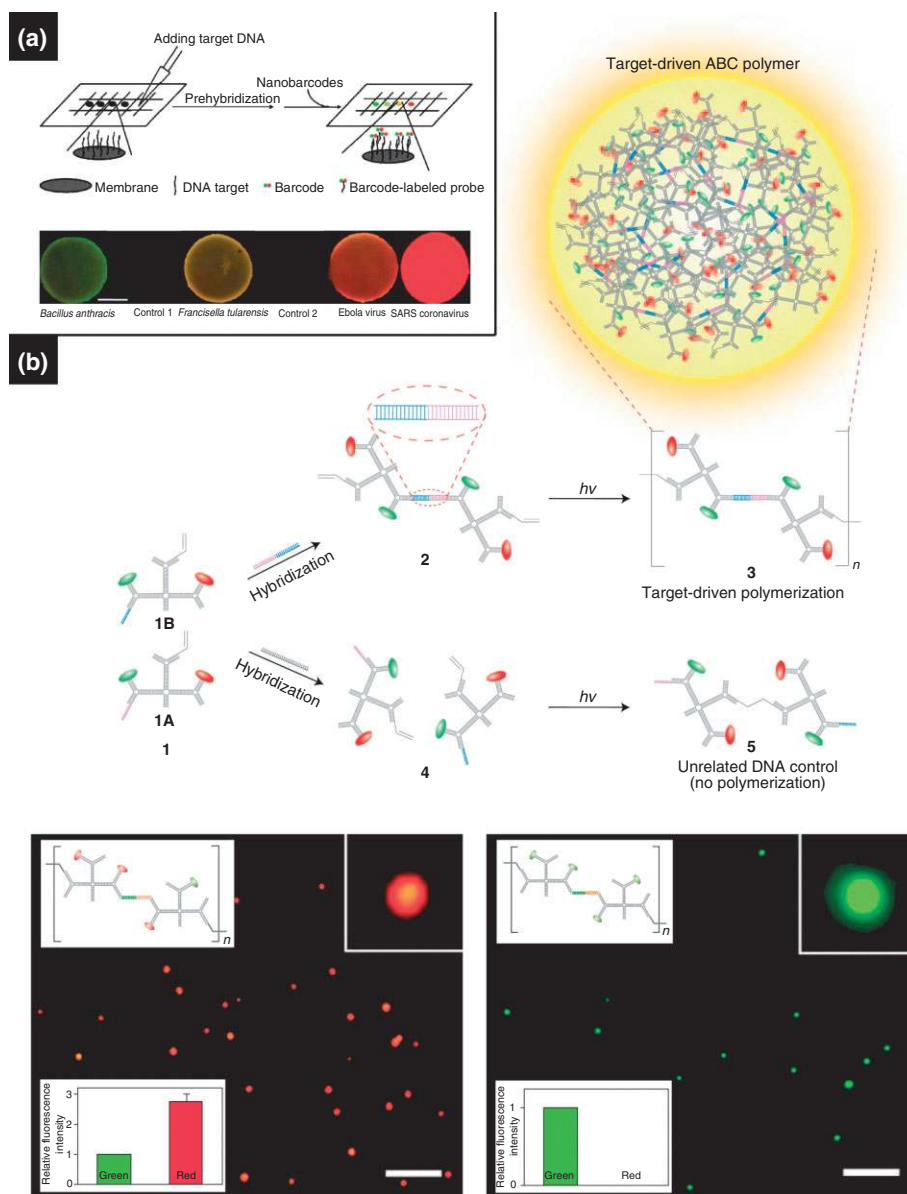 (a)
Adding target DNA
Prehybridization
Nanobarcodes
Membrane
DNA target
Barcode
Barcode-labeled probe
Bacillus anthracis
Control 1
Francisella tularensis
Control 2
Ebola virus
SARS coronavirus
Target-driven ABC polymer
(b)
1B
1A
1
Hybridization
Hybridization
2
hν
n
3
Target-driven polymerization
4
hν
5
Unrelated DNA control
(no polymerization)
n
Relative fluorescence
intensity
3
2
1
0
Green
Red
n
Relative fluorescence
intensity
1
0
Green
Red